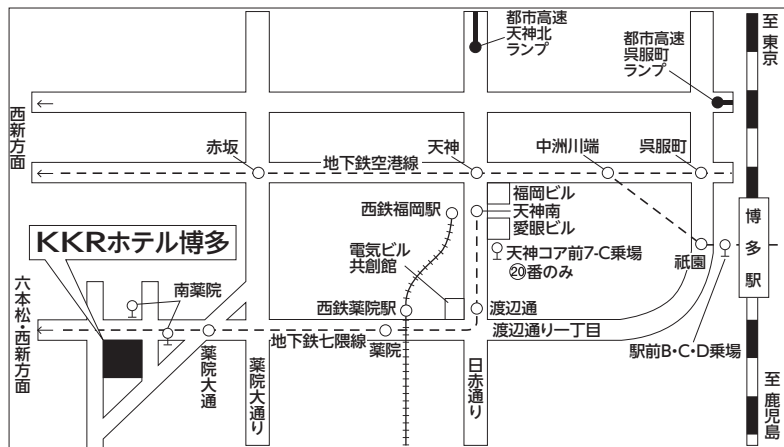 都市高速
天神北
ランプ
都市高速
呉服町
ランプ
至 東京
西新方面
赤坂
地下鉄空港線
天神
中洲川端
呉服町
福岡ビル
天神南
愛眼ビル
西鉄福岡駅
天神コア前7-C乗場
⑳番のみ
祇園
博多駅
KKRホテル博多
電気ビル
共創館
南薬院
西鉄薬院駅
渡辺通
渡辺通り一丁目
駅前B・C・D乗場
六本松・西新方面
薬院大通
薬院大通り
地下鉄七隈線
薬院
日赤通り
至 鹿児島